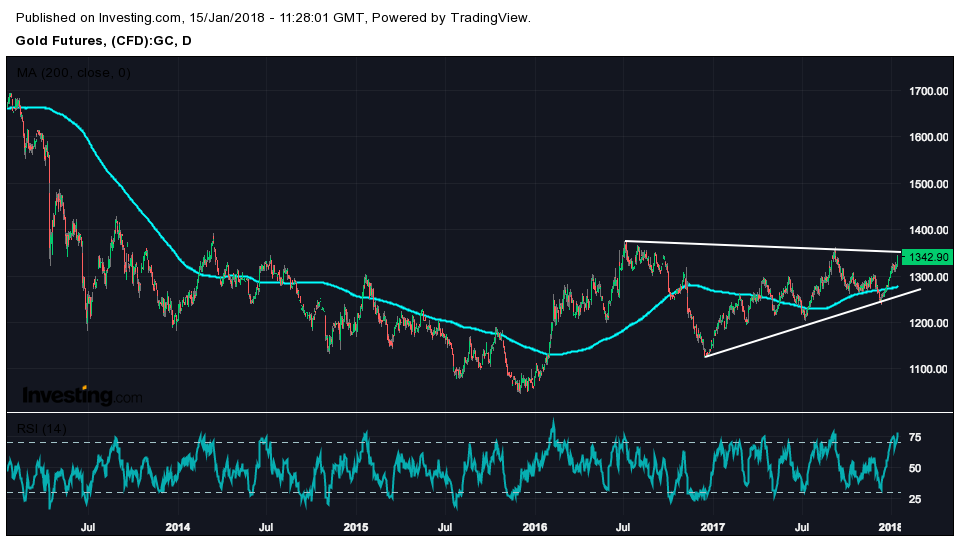 Published on Investing.com, 15/Jan/2018 - 11:28:01 GMT, Powered by TradingView.
Gold Futures, (CFD):GC, D
MA (200, close, 0)
1700.00
1600.00
1500.00
1400.00
1342.90
1300.00
1200.00
1100.00
Investing.com
RSI (14)
75
50
25
Jul 2014 Jul 2015 Jul 2016 Jul 2017 Jul 2018